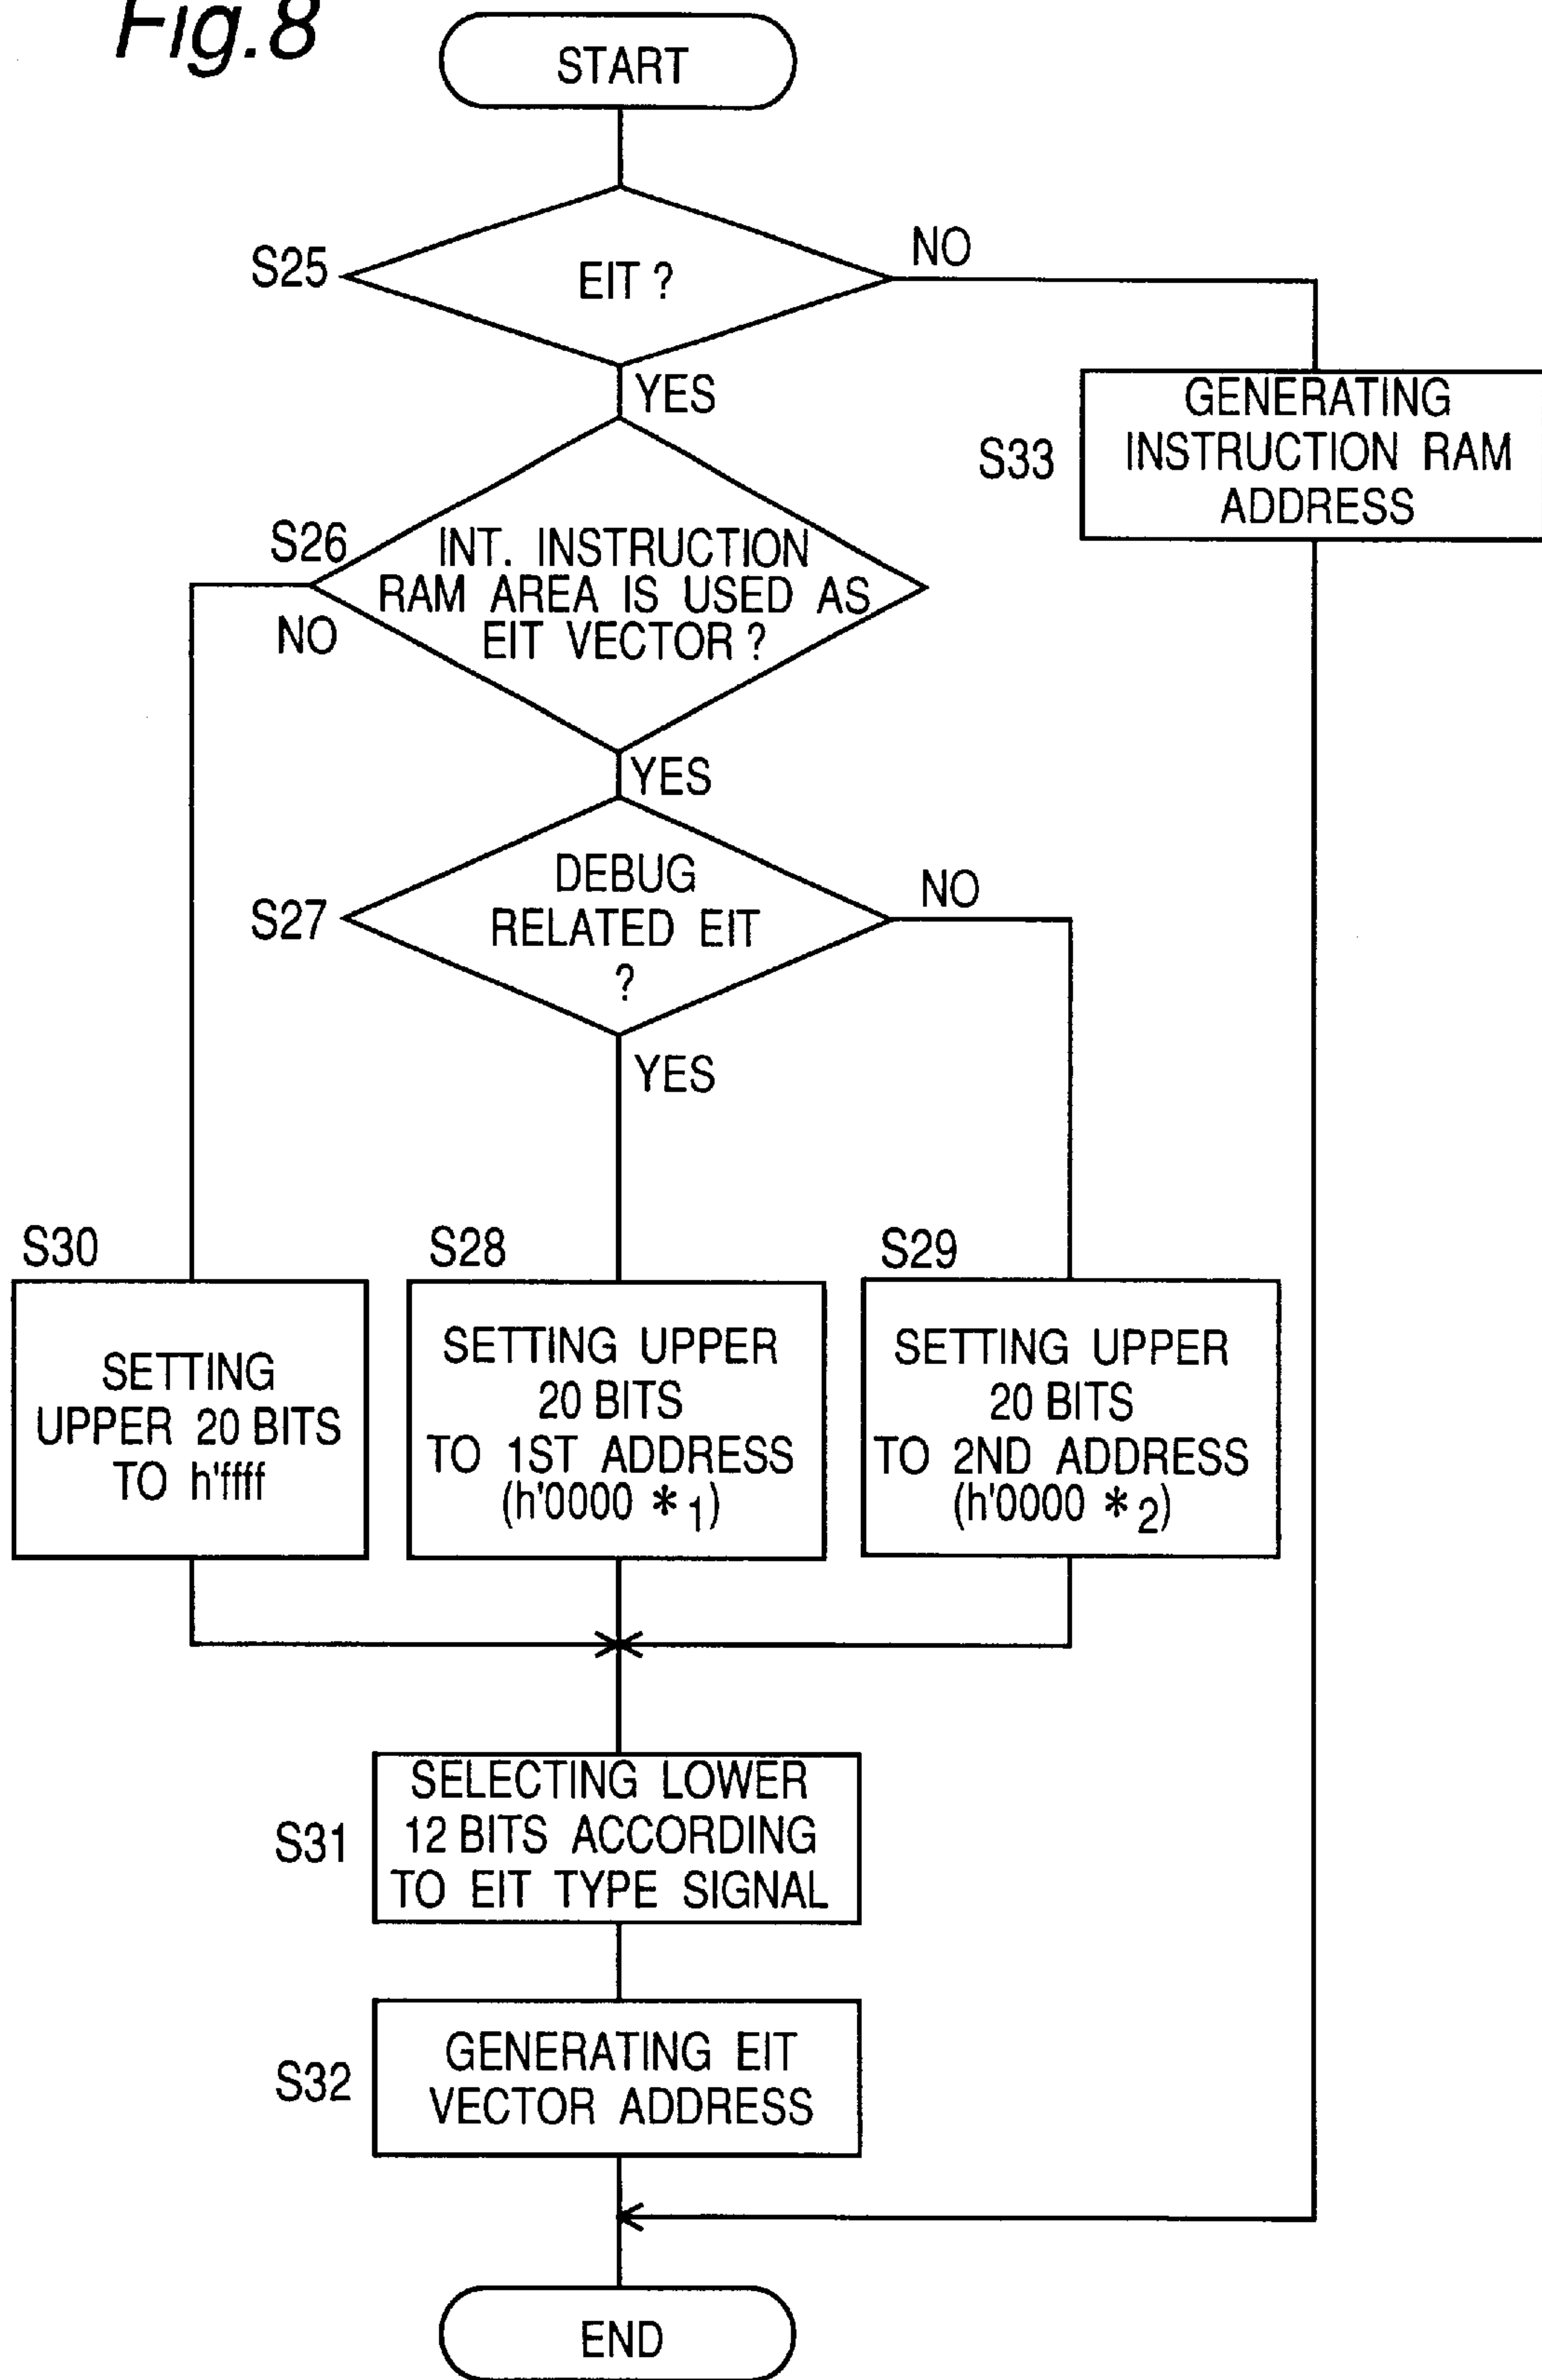 Fig.8
START
S25
EIT ?
NO
YES
GENERATING
INSTRUCTION RAM
ADDRESS
S33
S26
INT. INSTRUCTION
RAM AREA IS USED AS
EIT VECTOR ?
NO
YES
S27
DEBUG
RELATED EIT
?
NO
YES
S30
SETTING
UPPER 20 BITS
TO h'ffff
S28
SETTING UPPER
20 BITS
TO 1ST ADDRESS
(h'0000 *1)
S29
SETTING UPPER
20 BITS
TO 2ND ADDRESS
(h'0000 *2)
S31
SELECTING LOWER
12 BITS ACCORDING
TO EIT TYPE SIGNAL
S32
GENERATING EIT
VECTOR ADDRESS
END